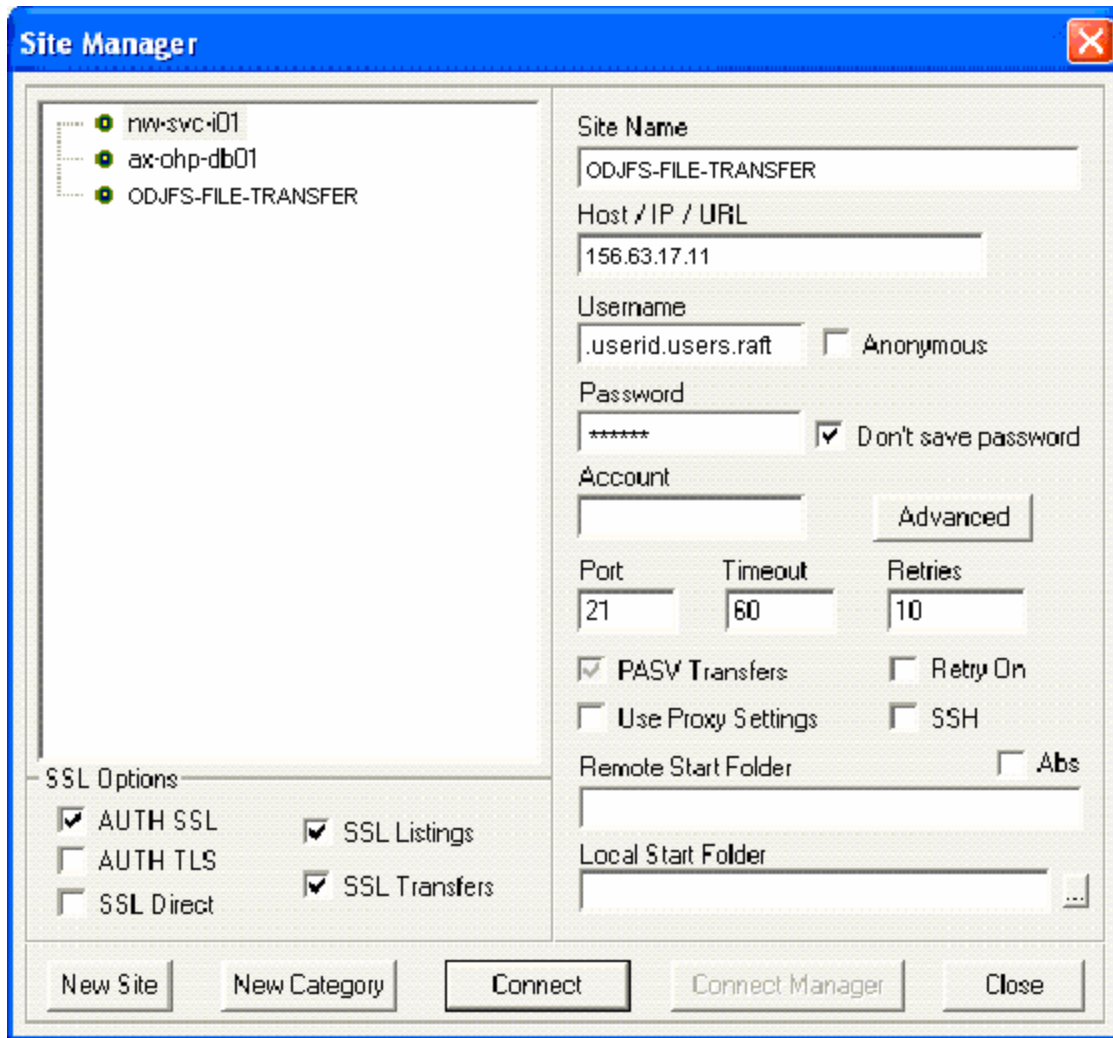 Site Manager
nw-svc-i01
ax-ohp-db01
ODJFS-FILE-TRANSFER
SSL Options
AUTH SSL
SSL Listings
AUTH TLS
SSL Transfers
SSL Direct
Site Name
ODJFS-FILE-TRANSFER
Host / IP / URL
156.63.17.11
Username
.userid.users.raft
Anonymous
Password
******
Don't save password
Account
Advanced
Port Timeout Retries
21 60 10
PASV Transfers
Retry On
Use Proxy Settings
SSH
Remote Start Folder
Abs
Local Start Folder
...
New Site
New Category
Connect
Connect Manager
Close